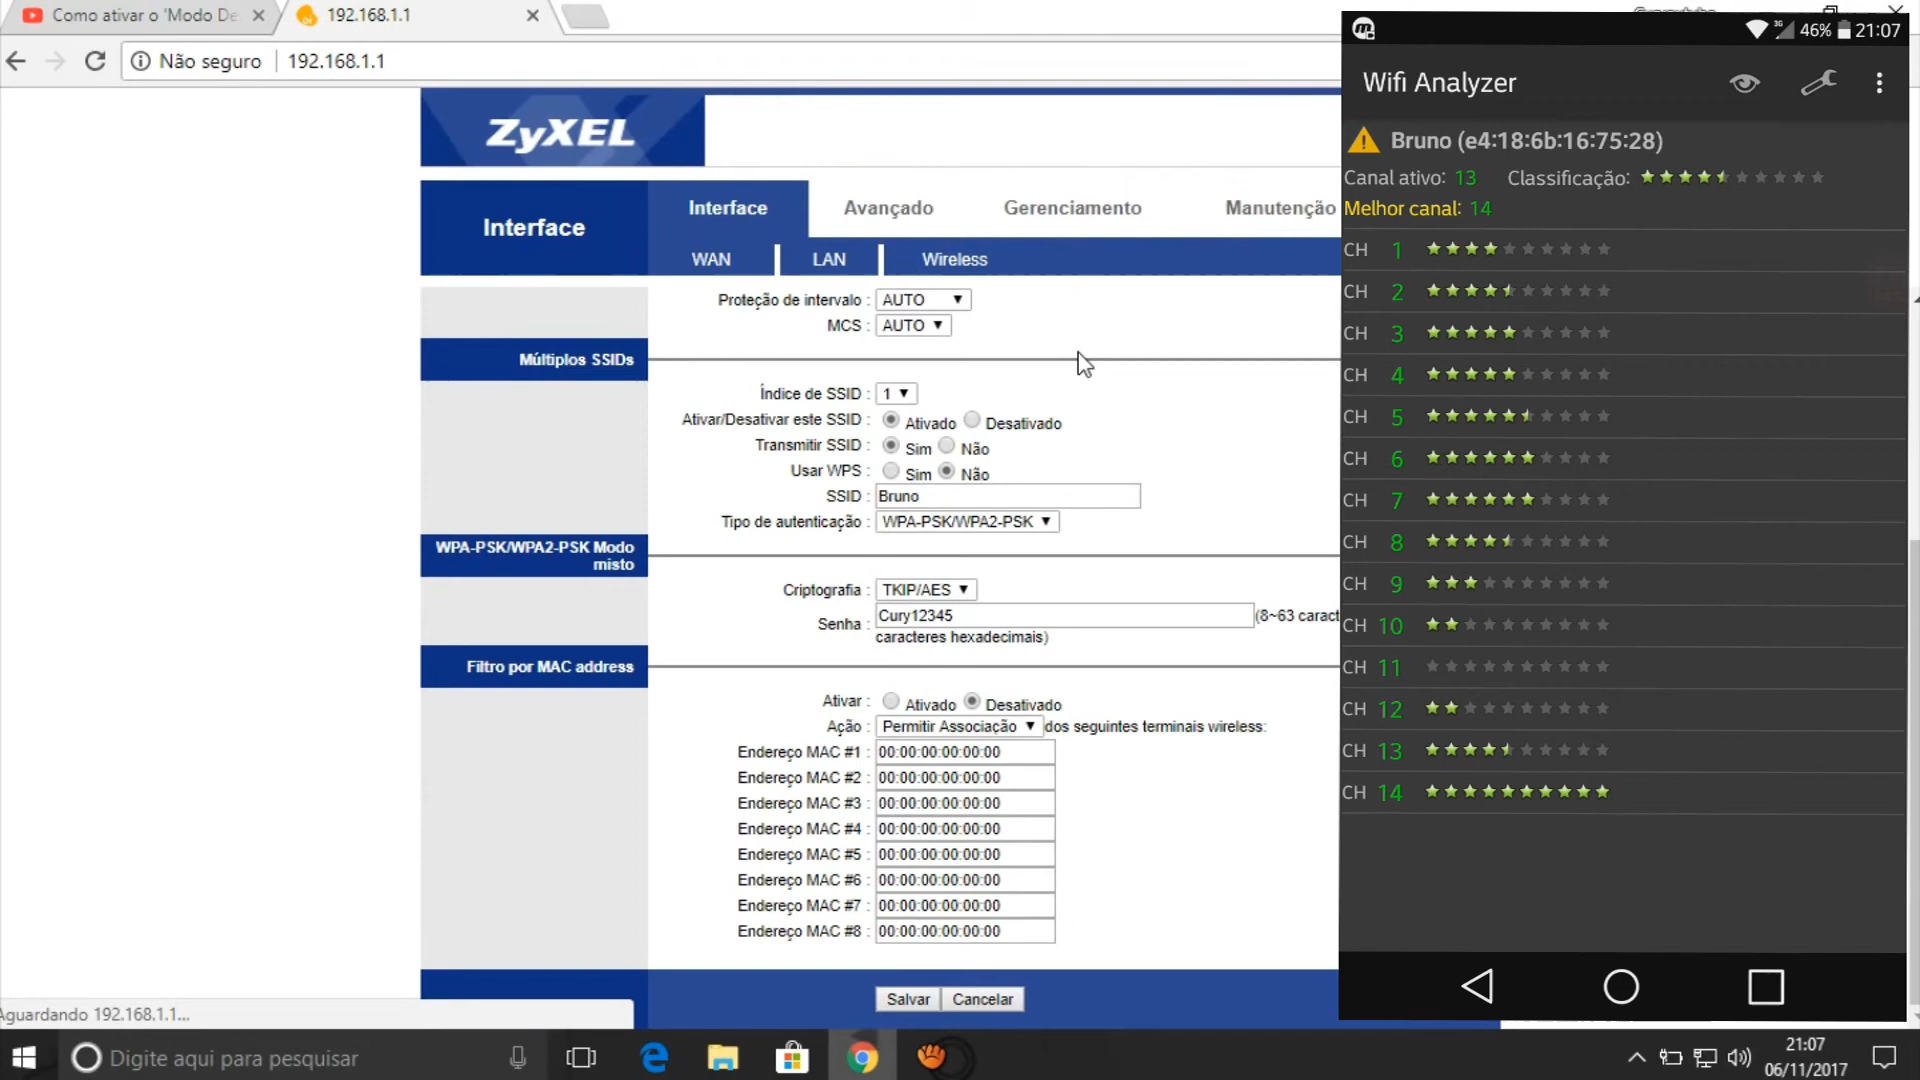 Como ativar o 'Modo De
192.168.1.1
Não seguro
192.168.1.1
ZyXEL
Interface
Interface
Avançado
Gerenciamento
Manutenção
WAN
LAN
Wireless
Proteção de intervalo : AUTO
MCS : AUTO
Múltiplos SSIDs
Índice de SSID : 1
Ativar/Desativar este SSID : Ativado Desativado
Transmitir SSID : Sim Não
Usar WPS : Sim Não
SSID : Bruno
Tipo de autenticação : WPA-PSK/WPA2-PSK
WPA-PSK/WPA2-PSK Modo
misto
Criptografia : TKIP/AES
Senha : Cury12345 (8~63 caract
caracteres hexadecimais)
Filtro por MAC address
Ativar : Ativado Desativado
Ação : Permitir Associação dos seguintes terminais wireless:
Endereço MAC #1 : 00:00:00:00:00:00
Endereço MAC #2 : 00:00:00:00:00:00
Endereço MAC #3 : 00:00:00:00:00:00
Endereço MAC #4 : 00:00:00:00:00:00
Endereço MAC #5 : 00:00:00:00:00:00
Endereço MAC #6 : 00:00:00:00:00:00
Endereço MAC #7 : 00:00:00:00:00:00
Endereço MAC #8 : 00:00:00:00:00:00
Salvar Cancelar
Aguardando 192.168.1.1...
Digite aqui para pesquisar
21:07
06/11/2017
3G 46% 21:07
Wifi Analyzer
Bruno (e4:18:6b:16:75:28)
Canal ativo: 13 Classificação:
Melhor canal: 14
CH 1
CH 2
CH 3
CH 4
CH 5
CH 6
CH 7
CH 8
CH 9
CH 10
CH 11
CH 12
CH 13
CH 14